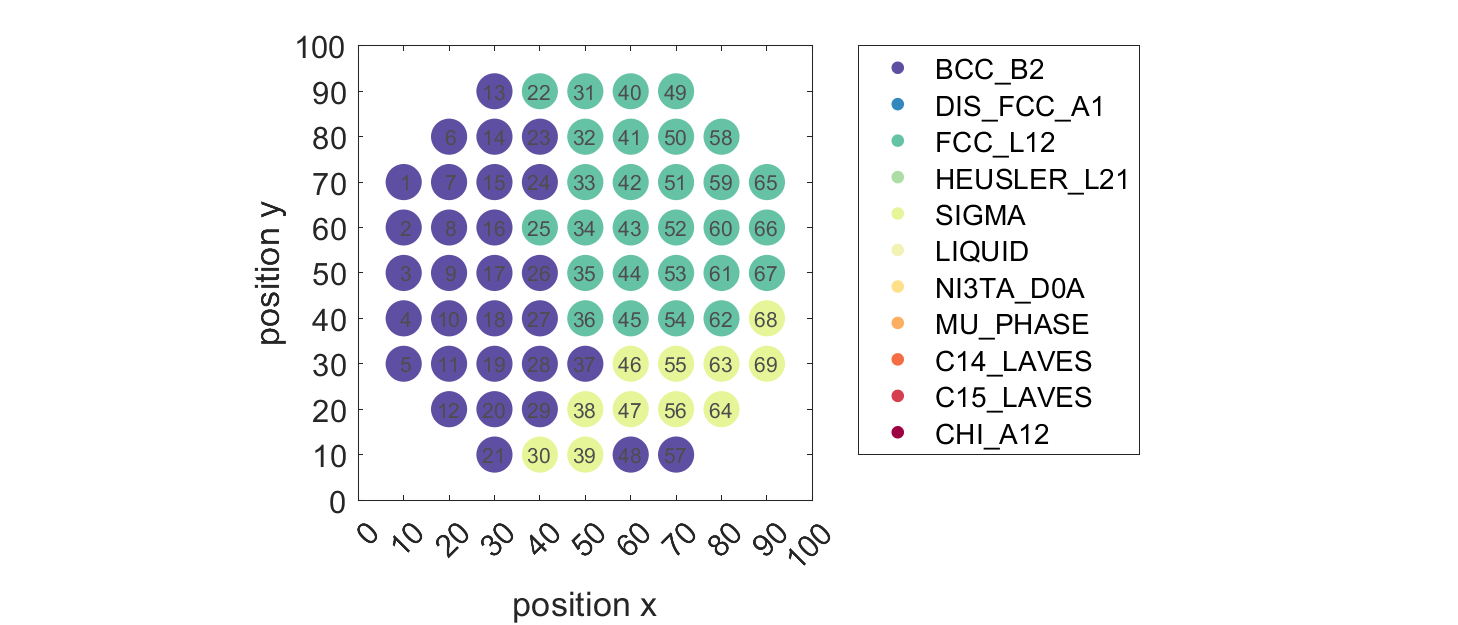 100
90
80
70
60
50
40
30
20
10
0
position y
13 22 31 40 49
6 14 23 32 41 50 58
1 7 15 24 33 42 51 59 65
2 8 16 25 34 43 52 60 66
3 9 17 26 35 44 53 61 67
4 10 18 27 36 45 54 62 68
5 11 19 28 37 46 55 63 69
12 20 29 38 47 56 64
21 30 39 48 57
0 10 20 30 40 50 60 70 80 90 100
position x
BCC_B2
DIS_FCC_A1
FCC_L12
HEUSLER_L21
SIGMA
LIQUID
NI3TA_D0A
MU_PHASE
C14_LAVES
C15_LAVES
CHI_A12